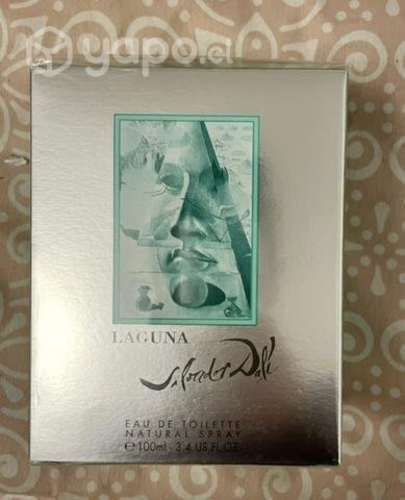 yapo.cl
LAGUNA
Salvador Dalí
EAU DE TOILETTE
NATURAL SPRAY
℮ 100ml - 3.4 US FL.OZ